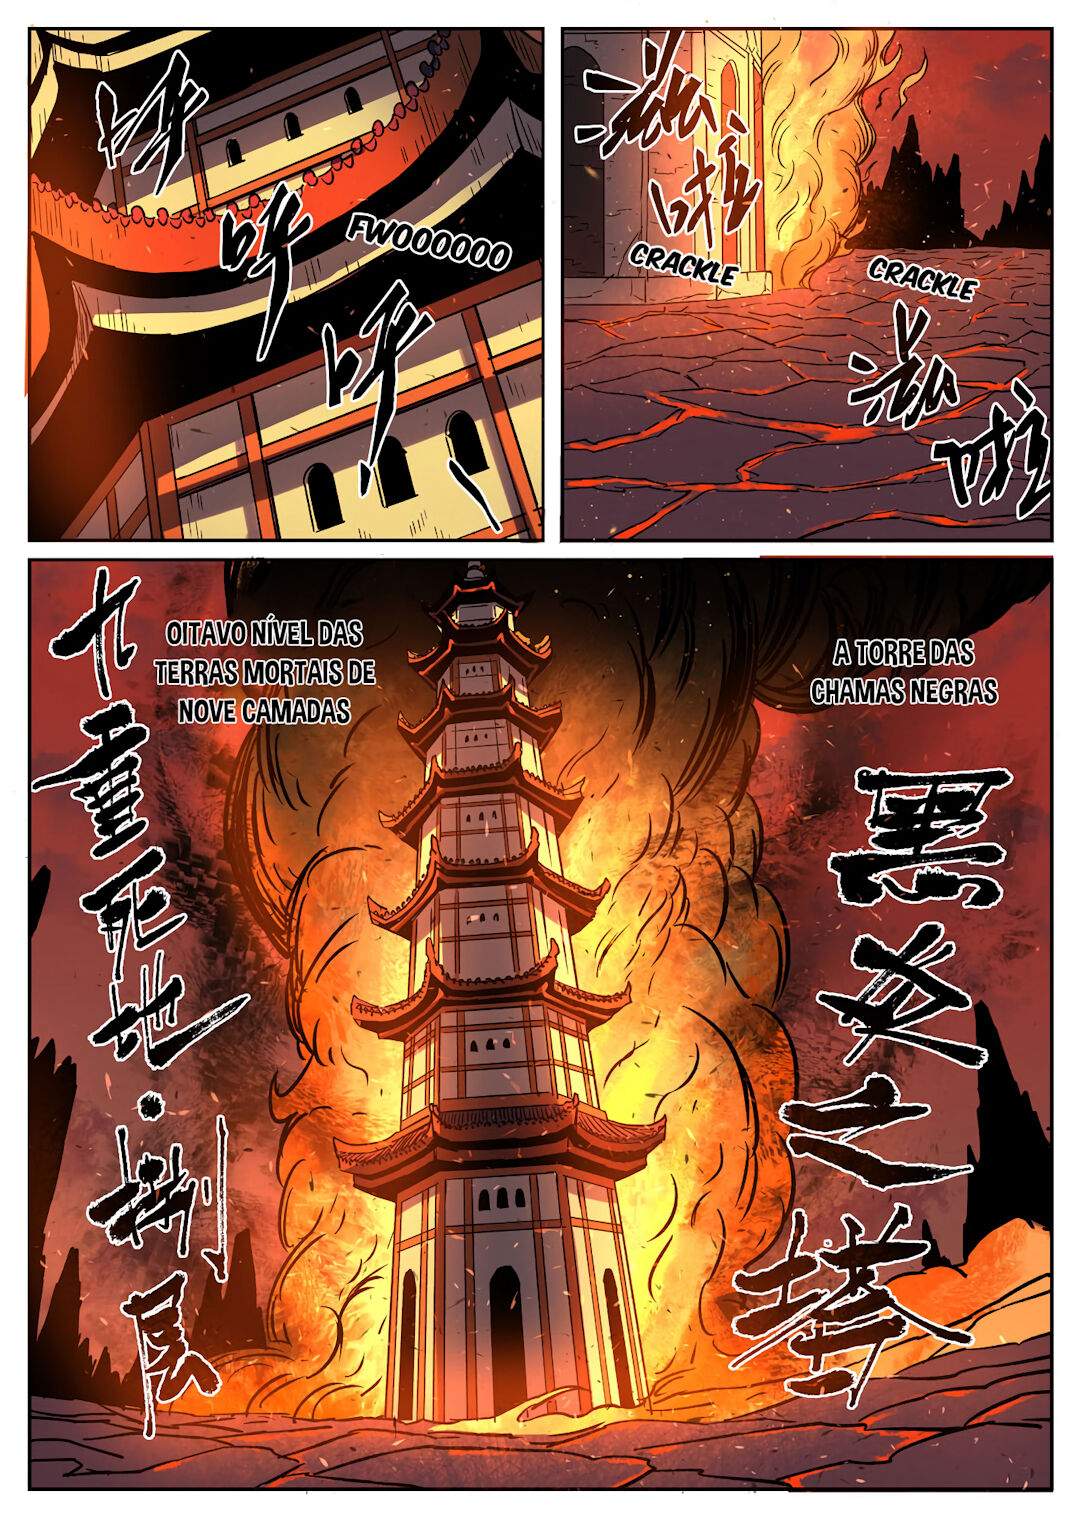 呼
呼
呼
FWOOOOOO
滋
啦
CRACKLE
CRACKLE
滋
啦
OITAVO NÍVEL DAS
TERRAS MORTAIS DE
NOVE CAMADAS
A TORRE DAS
CHAMAS NEGRAS
九重死地·捌层
黑炎之塔